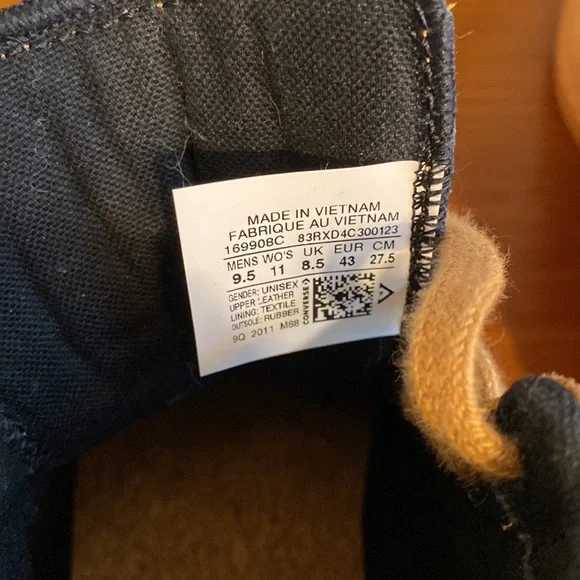 MADE IN VIETNAM
FABRIQUE AU VIETNAM
169908C 83RXD4C300123
MENS WO'S UK EUR CM
9.5 11 8.5 43 27.5
GENDER: UNISEX
UPPER: LEATHER
LINING: TEXTILE
OUTSOLE: RUBBER
9Q 2011 M88
CONVERSE